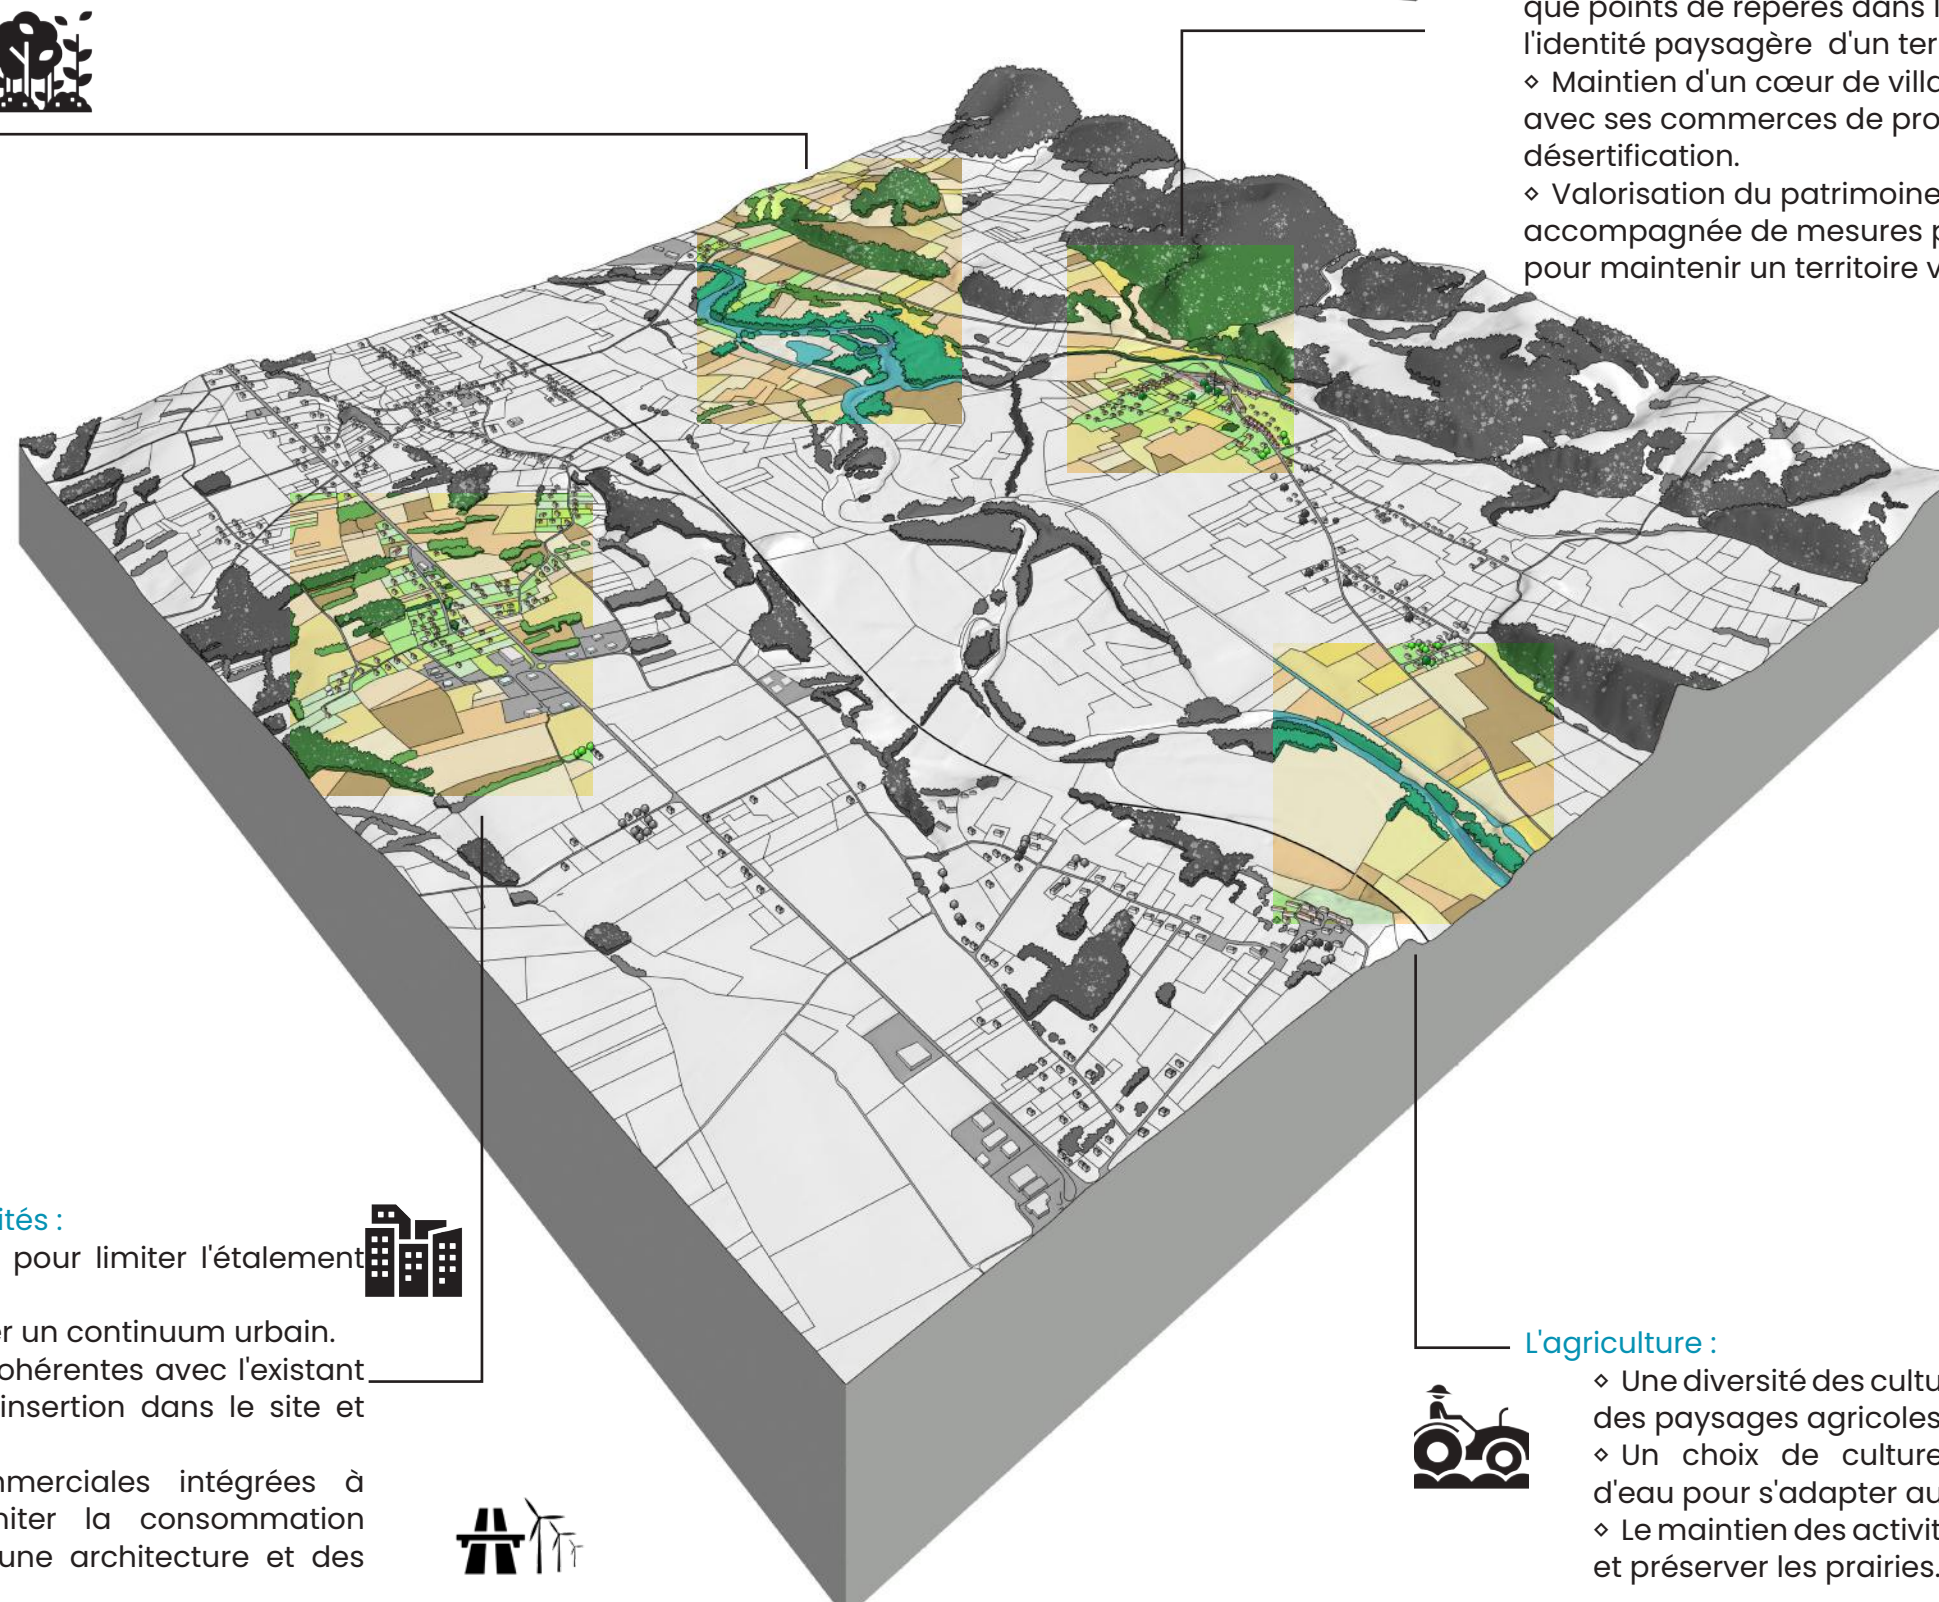 que points de repères dans l
l'identité paysagère d'un ter
⋄ Maintien d'un cœur de villa
avec ses commerces de pro
désertification.
⋄ Valorisation du patrimoine
accompagnée de mesures p
pour maintenir un territoire v
ités :
pour limiter l'étalement
er un continuum urbain.
ohérentes avec l'existant
insertion dans le site et
mmerciales intégrées à
niter la consommation
une architecture et des
L'agriculture :
⋄ Une diversité des cultu
des paysages agricoles
⋄ Un choix de culture
d'eau pour s'adapter au
⋄ Le maintien des activit
et préserver les prairies.